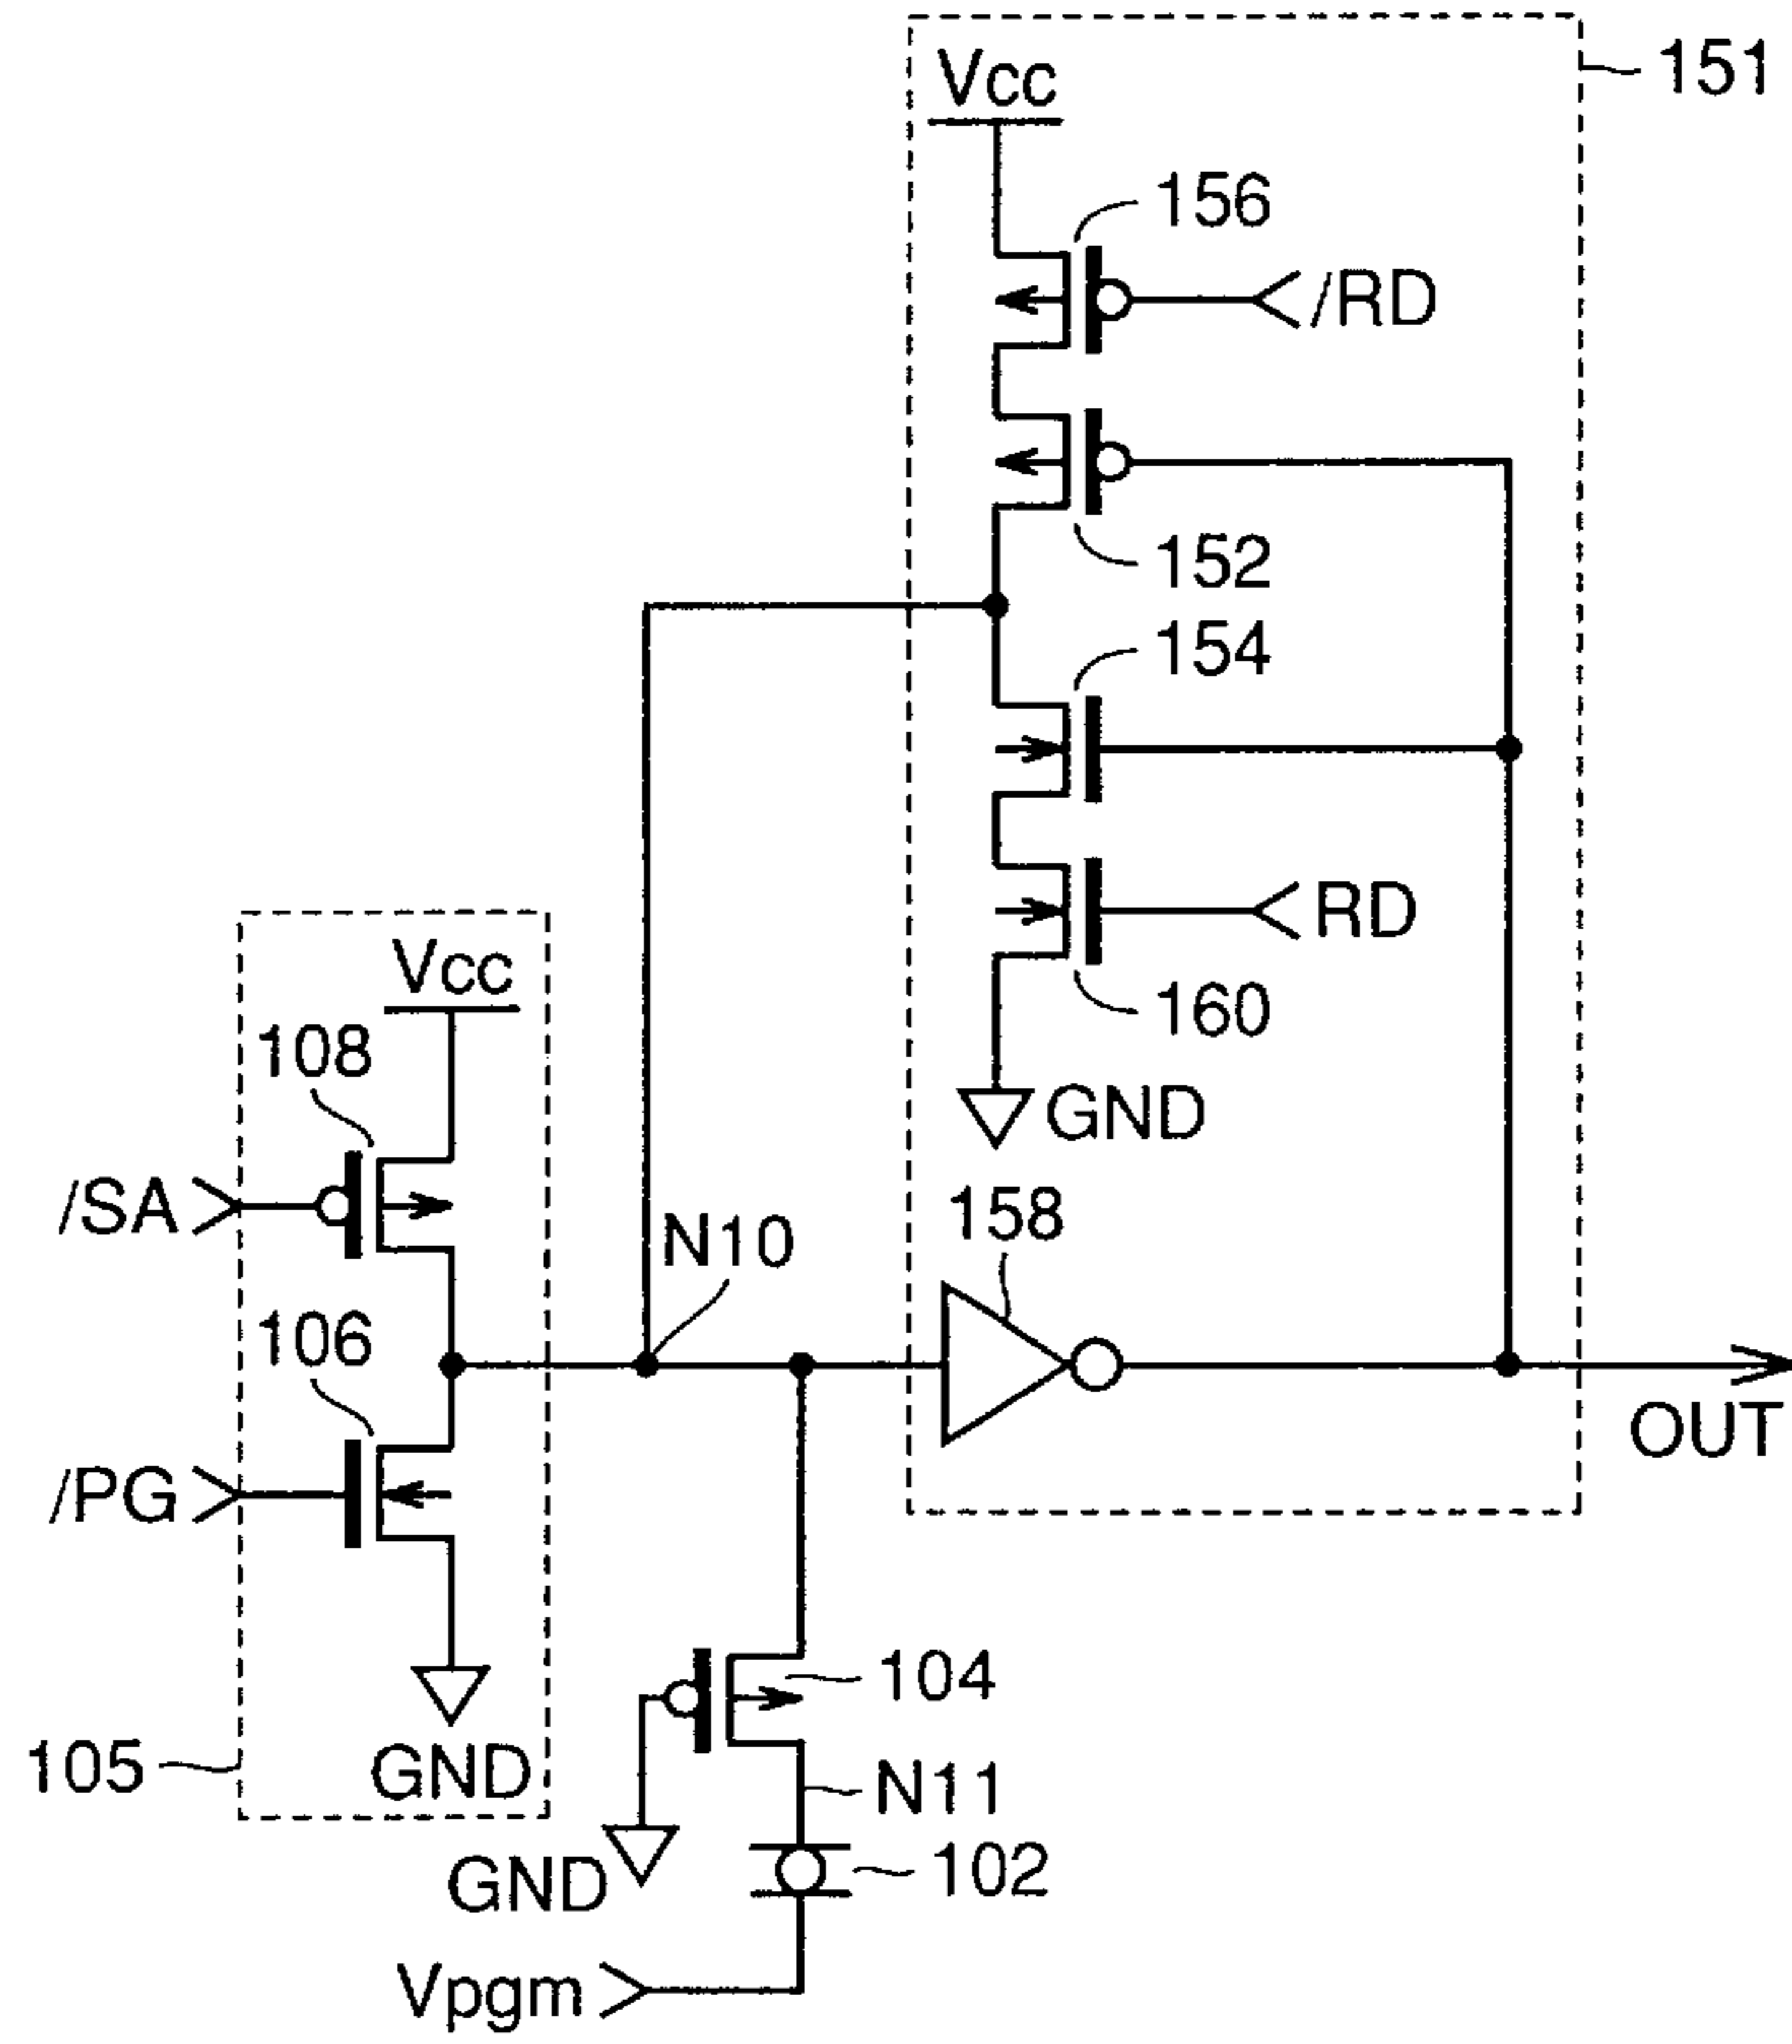 Vcc
151
156
/RD
152
154
RD
160
GND
Vcc
108
/SA
N10
158
106
/PG
OUT
104
105
GND
N11
GND
102
Vpgm